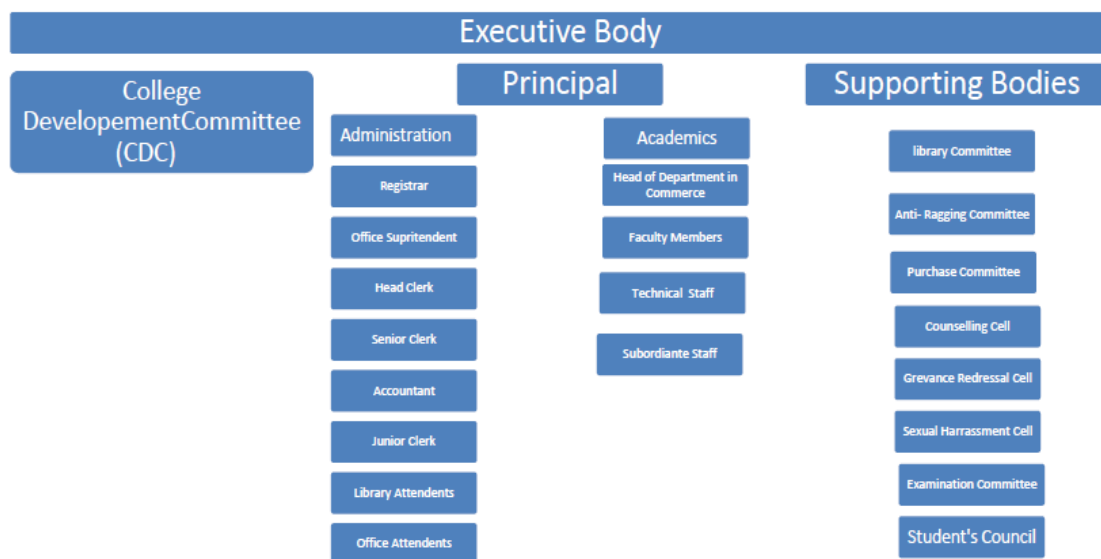 Executive Body
College
DevelopementCommittee
(CDC)
Principal
Administration
Registrar
Office Supritendent
Head Clerk
Senior Clerk
Accountant
Junior Clerk
Library Attendents
Office Attendents
Academics
Head of Department in
Commerce
Faculty Members
Technical Staff
Subordiante Staff
Supporting Bodies
library Committee
Anti- Ragging Committee
Purchase Committee
Counselling Cell
Grevance Redressal Cell
Sexual Harrassment Cell
Examination Committee
Student's Council